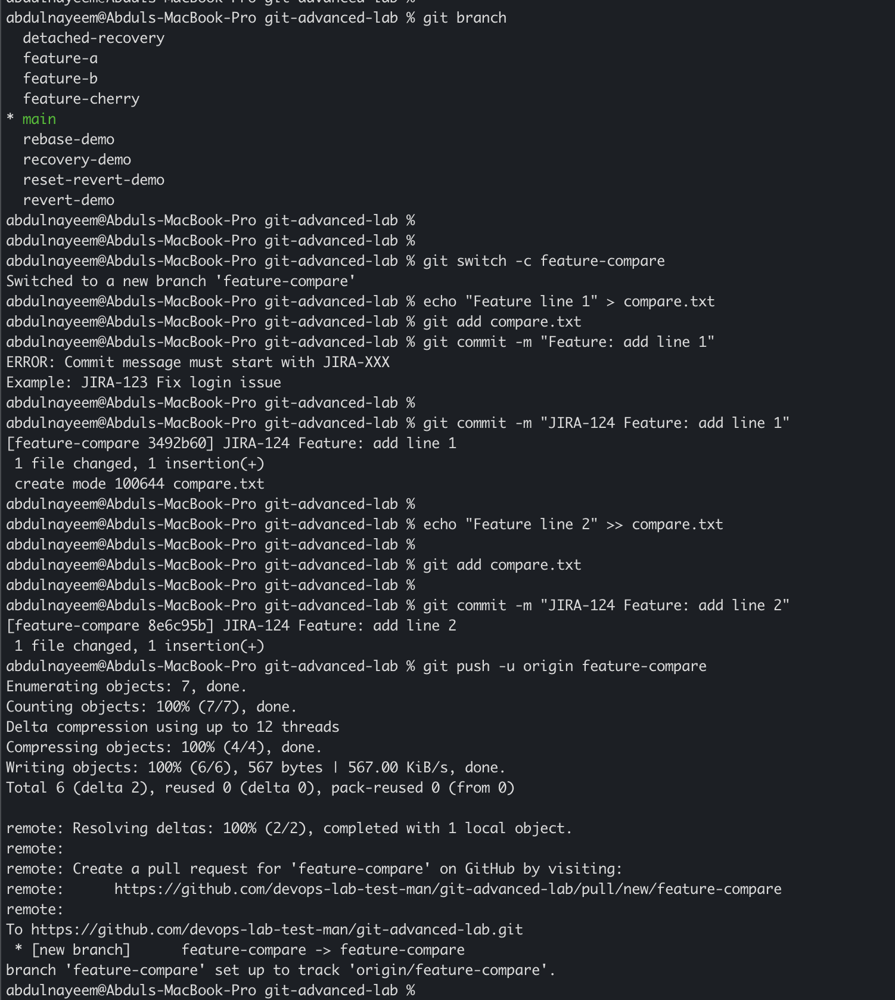 abdulnayeem@Abduls-MacBook-Pro git-advanced-lab %
abdulnayeem@Abduls-MacBook-Pro git-advanced-lab % git branch
  detached-recovery
  feature-a
  feature-b
  feature-cherry
* main
  rebase-demo
  recovery-demo
  reset-revert-demo
  revert-demo
abdulnayeem@Abduls-MacBook-Pro git-advanced-lab %
abdulnayeem@Abduls-MacBook-Pro git-advanced-lab %
abdulnayeem@Abduls-MacBook-Pro git-advanced-lab % git switch -c feature-compare
Switched to a new branch 'feature-compare'
abdulnayeem@Abduls-MacBook-Pro git-advanced-lab % echo "Feature line 1" > compare.txt
abdulnayeem@Abduls-MacBook-Pro git-advanced-lab % git add compare.txt
abdulnayeem@Abduls-MacBook-Pro git-advanced-lab % git commit -m "Feature: add line 1"
ERROR: Commit message must start with JIRA-XXX
Example: JIRA-123 Fix login issue
abdulnayeem@Abduls-MacBook-Pro git-advanced-lab %
abdulnayeem@Abduls-MacBook-Pro git-advanced-lab % git commit -m "JIRA-124 Feature: add line 1"
[feature-compare 3492b60] JIRA-124 Feature: add line 1
 1 file changed, 1 insertion(+)
 create mode 100644 compare.txt
abdulnayeem@Abduls-MacBook-Pro git-advanced-lab %
abdulnayeem@Abduls-MacBook-Pro git-advanced-lab % echo "Feature line 2" >> compare.txt
abdulnayeem@Abduls-MacBook-Pro git-advanced-lab %
abdulnayeem@Abduls-MacBook-Pro git-advanced-lab % git add compare.txt
abdulnayeem@Abduls-MacBook-Pro git-advanced-lab %
abdulnayeem@Abduls-MacBook-Pro git-advanced-lab % git commit -m "JIRA-124 Feature: add line 2"
[feature-compare 8e6c95b] JIRA-124 Feature: add line 2
 1 file changed, 1 insertion(+)
abdulnayeem@Abduls-MacBook-Pro git-advanced-lab % git push -u origin feature-compare
Enumerating objects: 7, done.
Counting objects: 100% (7/7), done.
Delta compression using up to 12 threads
Compressing objects: 100% (4/4), done.
Writing objects: 100% (6/6), 567 bytes | 567.00 KiB/s, done.
Total 6 (delta 2), reused 0 (delta 0), pack-reused 0 (from 0)

remote: Resolving deltas: 100% (2/2), completed with 1 local object.
remote:
remote: Create a pull request for 'feature-compare' on GitHub by visiting:
remote:      https://github.com/devops-lab-test-man/git-advanced-lab/pull/new/feature-compare
remote:
To https://github.com/devops-lab-test-man/git-advanced-lab.git
 * [new branch]      feature-compare -> feature-compare
branch 'feature-compare' set up to track 'origin/feature-compare'.
abdulnayeem@Abduls-MacBook-Pro git-advanced-lab %